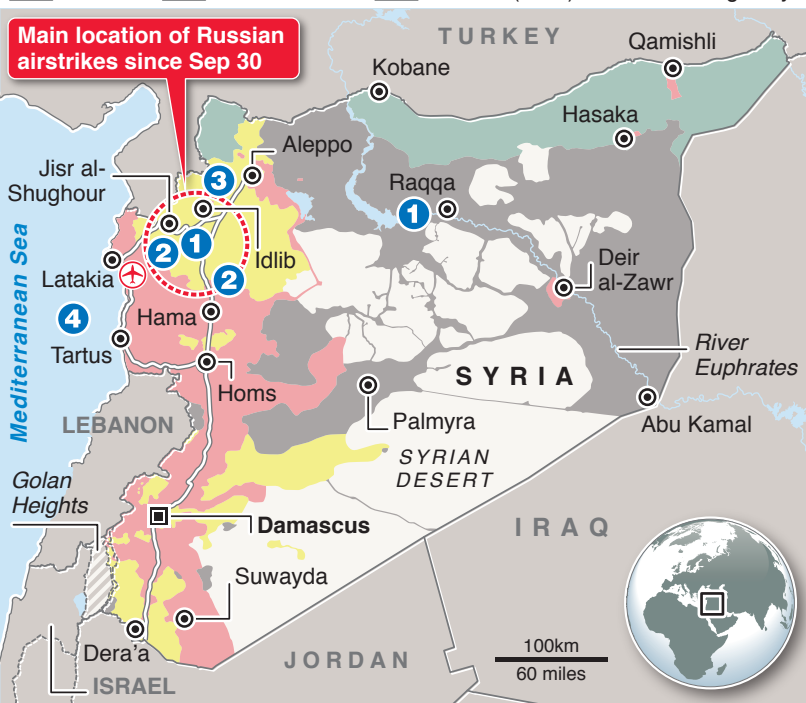 Main location of Russian
airstrikes since Sep 30
TURKEY
Qamishli
Kobane
Hasaka
Aleppo
Jisr al-
Shughour
3
Raqqa
1
2
1
Idlib
2
Latakia
Deir
al-Zawr
Mediterranean Sea
4
Hama
Tartus
River
Euphrates
SYRIA
Homs
LEBANON
Palmyra
Abu Kamal
SYRIAN
DESERT
Golan
Heights
Damascus
IRAQ
Suwayda
Dera'a
JORDAN
100km
60 miles
ISRAEL